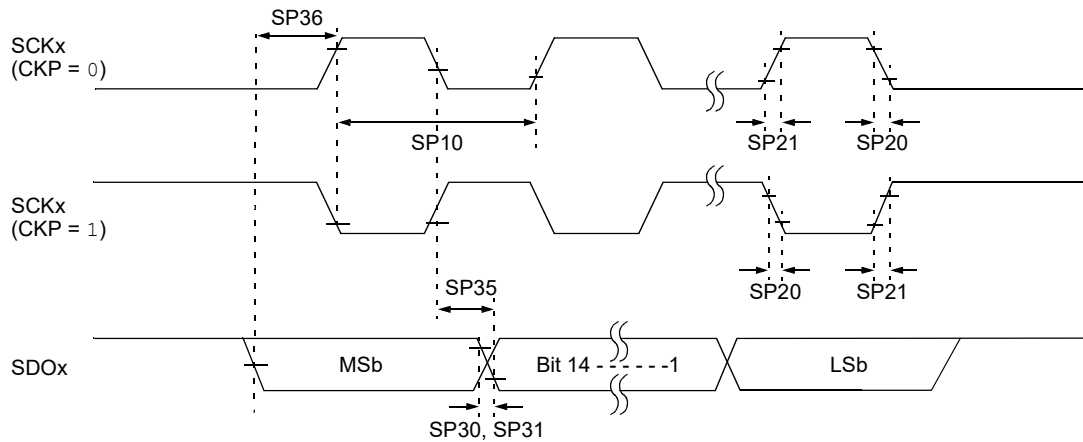 SP36
SCKx
(CKP = 0)
SP10
SP21
SP20
SCKx
(CKP = 1)
SP35
SP20
SP21
SDOx
MSb
Bit 14 - - - - - -1
LSb
SP30, SP31